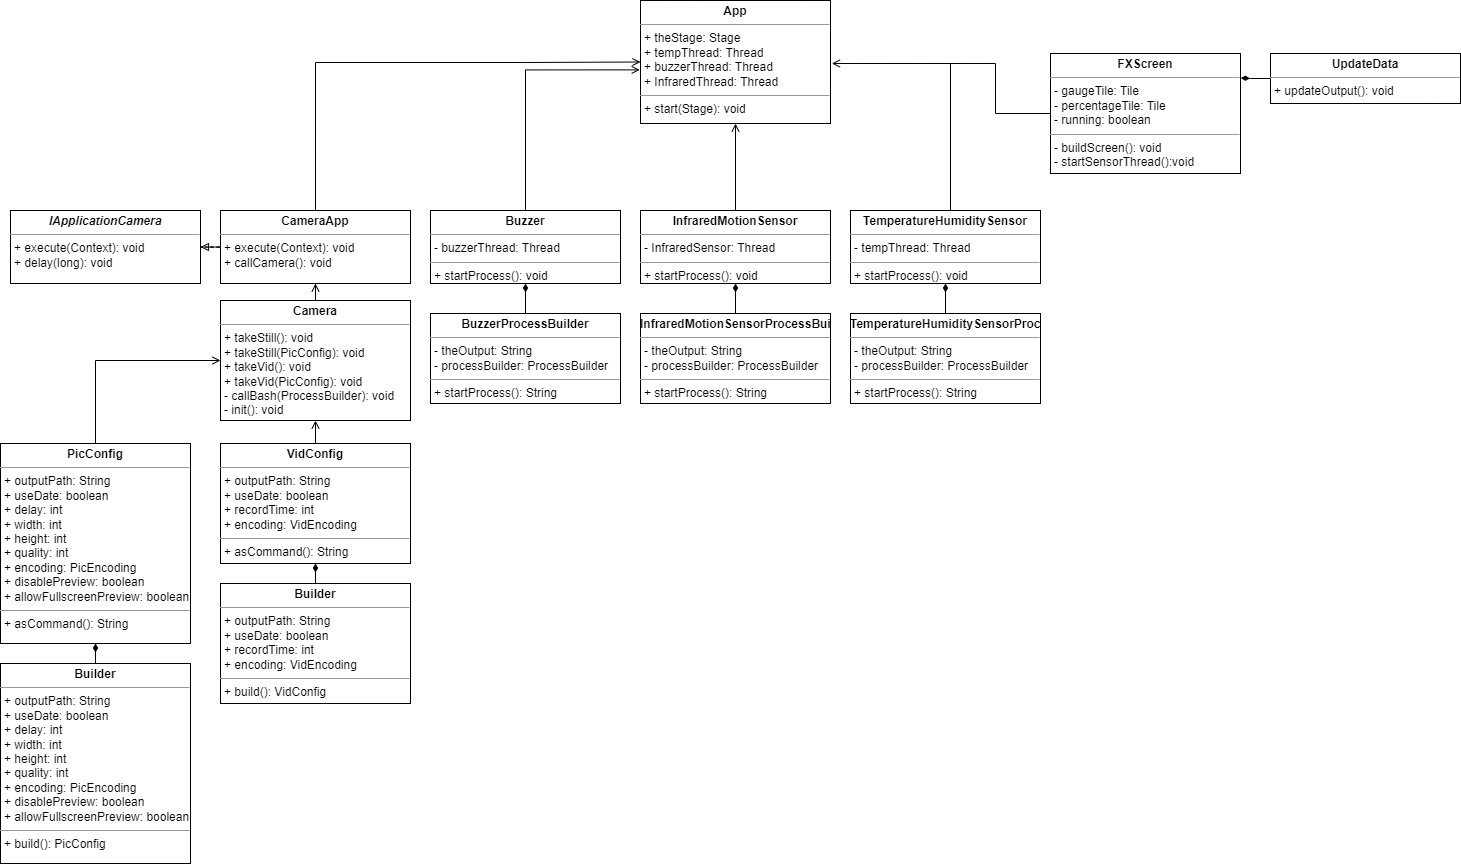 App
+ theStage: Stage
+ tempThread: Thread
+ buzzerThread: Thread
+ InfraredThread: Thread
+ start(Stage): void
FXScreen
- gaugeTile: Tile
- percentageTile: Tile
- running: boolean
- buildScreen(): void
- startSensorThread():void
UpdateData
+ updateOutput(): void
IApplicationCamera
+ execute(Context): void
+ delay(long): void
CameraApp
+ execute(Context): void
+ callCamera(): void
Buzzer
- buzzerThread: Thread
+ startProcess(): void
InfraredMotionSensor
- InfraredSensor: Thread
+ startProcess(): void
TemperatureHumiditySensor
- tempThread: Thread
+ startProcess(): void
Camera
+ takeStill(): void
+ takeStill(PicConfig): void
+ takeVid(): void
+ takeVid(PicConfig): void
- callBash(ProcessBuilder): void
- init(): void
BuzzerProcessBuilder
- theOutput: String
- processBuilder: ProcessBuilder
+ startProcess(): String
InfraredMotionSensorProcessBui
- theOutput: String
- processBuilder: ProcessBuilder
+ startProcess(): String
TemperatureHumiditySensorProc
- theOutput: String
- processBuilder: ProcessBuilder
+ startProcess(): String
PicConfig
+ outputPath: String
+ useDate: boolean
+ delay: int
+ width: int
+ height: int
+ quality: int
+ encoding: PicEncoding
+ disablePreview: boolean
+ allowFullscreenPreview: boolean
+ asCommand(): String
VidConfig
+ outputPath: String
+ useDate: boolean
+ recordTime: int
+ encoding: VidEncoding
+ asCommand(): String
Builder
+ outputPath: String
+ useDate: boolean
+ recordTime: int
+ encoding: VidEncoding
+ build(): VidConfig
Builder
+ outputPath: String
+ useDate: boolean
+ delay: int
+ width: int
+ height: int
+ quality: int
+ encoding: PicEncoding
+ disablePreview: boolean
+ allowFullscreenPreview: boolean
+ build(): PicConfig